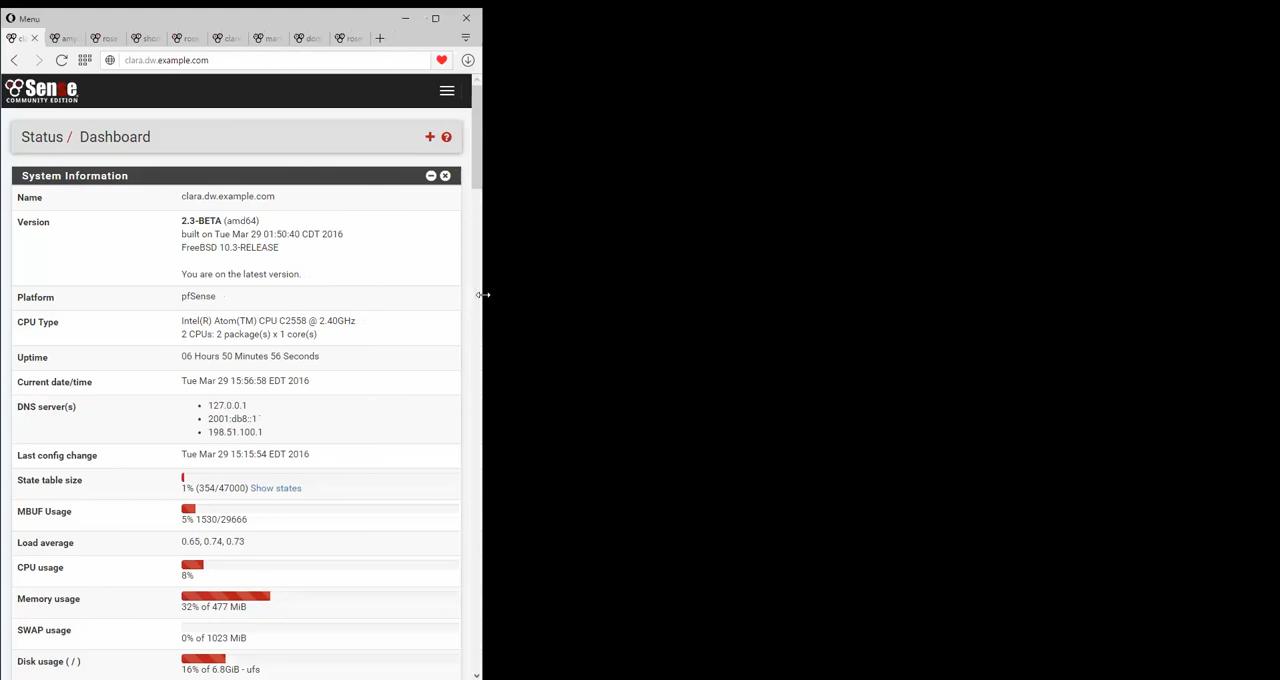 Menu
rose
rose
rose
clara.dw.example.com
Sense
COMMUNITY EDITION
Status / Dashboard
System Information
Name clara.dw.example.com
Version 2.3-BETA (amd64)
built on Tue Mar 29 01:50:40 CDT 2016
FreeBSD 10.3-RELEASE
You are on the latest version.
Platform pfSense
CPU Type Intel(R) Atom(TM) CPU C2558 @ 2.40GHz
2 CPUs: 2 package(s) x 1 core(s)
Uptime 06 Hours 50 Minutes 56 Seconds
Current date/time Tue Mar 29 15:56:58 EDT 2016
DNS server(s) • 127.0.0.1
• 2001:db8::1
• 198.51.100.1
Last config change Tue Mar 29 15:15:54 EDT 2016
State table size
1% (354/47000) Show states
MBUF Usage
5% 1530/29666
Load average 0.65, 0.74, 0.73
CPU usage
8%
Memory usage
32% of 477 MiB
SWAP usage
0% of 1023 MiB
Disk usage ( / )
16% of 6.8GiB - ufs